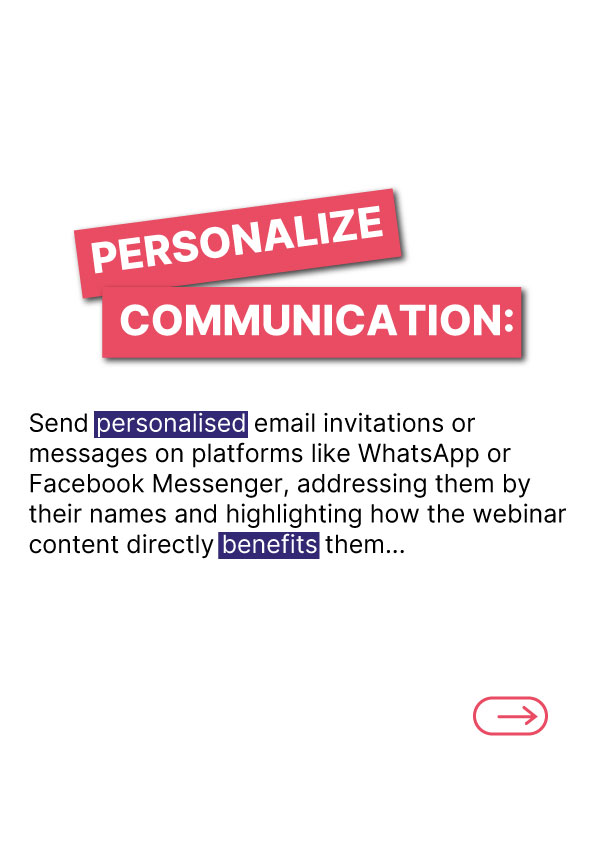 PERSONALIZE
COMMUNICATION:
Send personalised email invitations or
messages on platforms like WhatsApp or
Facebook Messenger, addressing them by
their names and highlighting how the webinar
content directly benefits them...